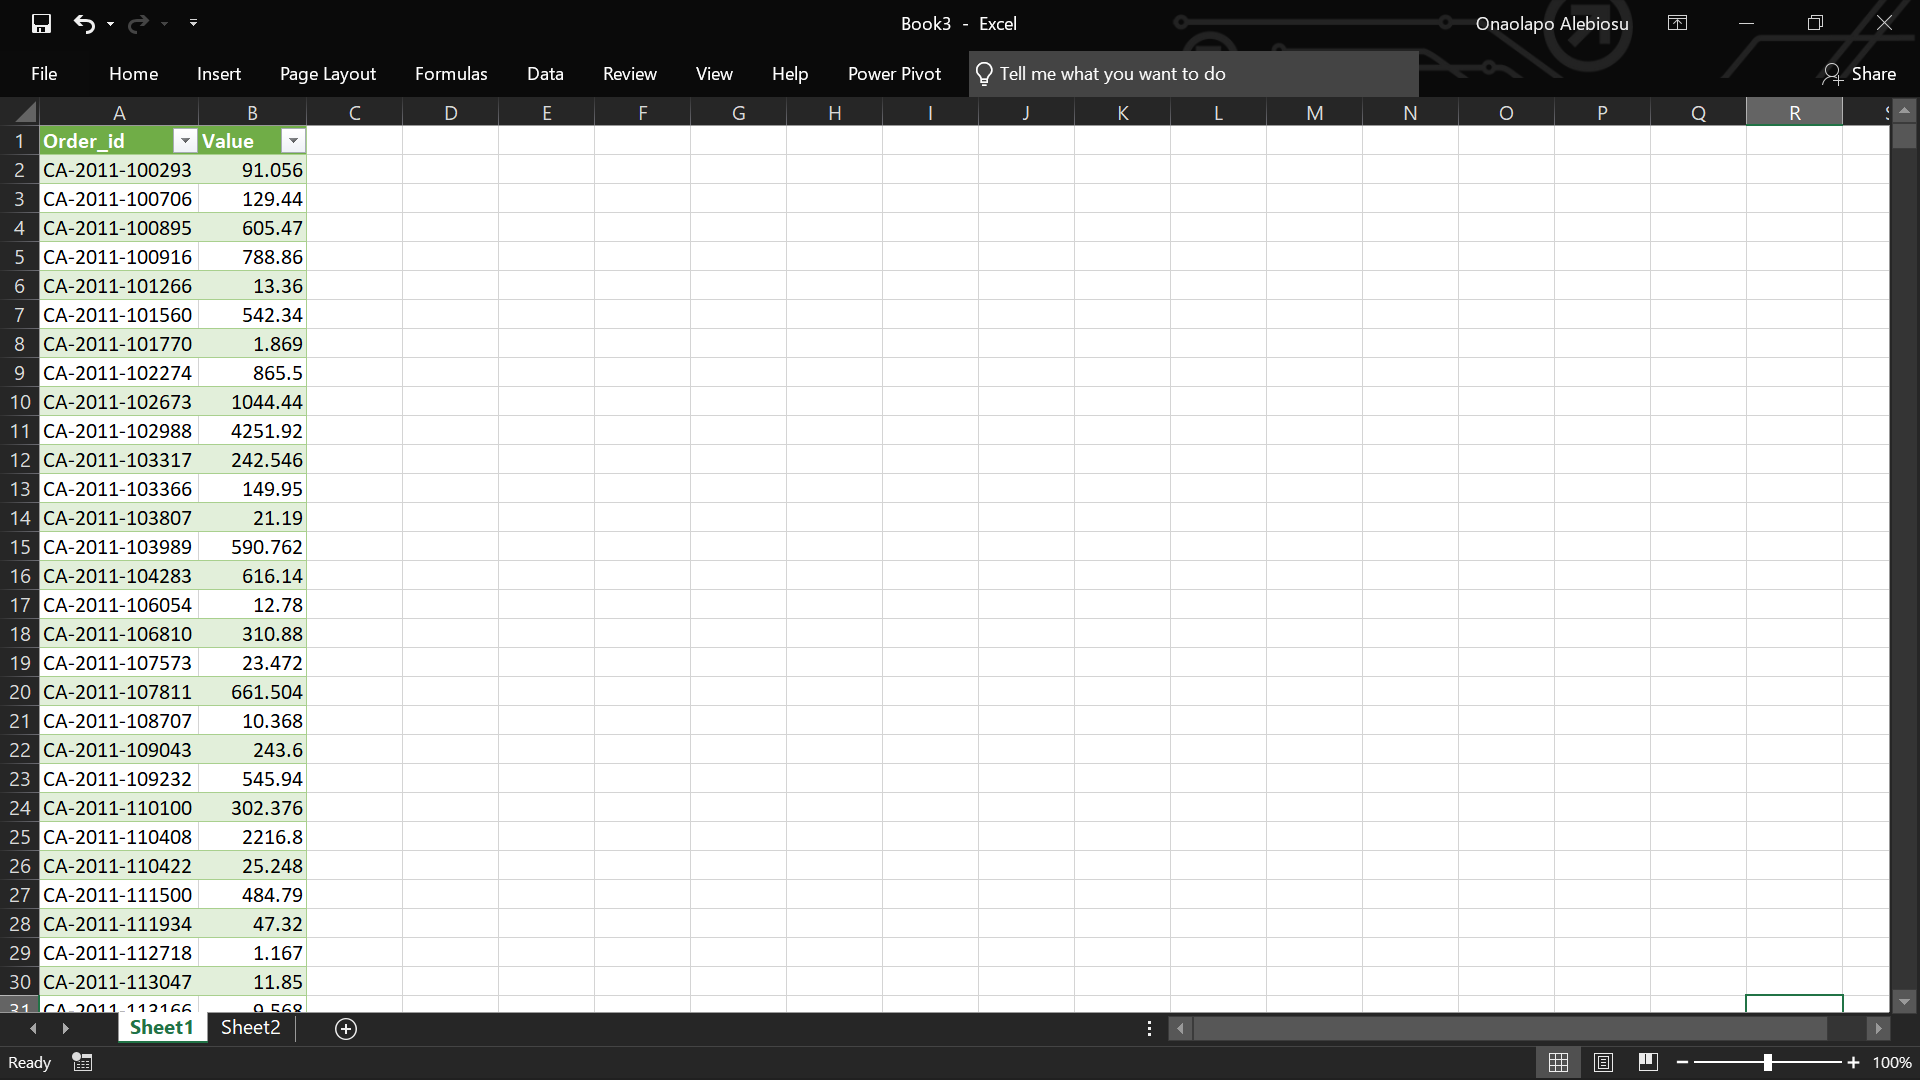 Book3 - Excel
Onaolapo Alebiosu
File Home Insert Page Layout Formulas Data Review View Help Power Pivot Tell me what you want to do Share
A B C D E F G H I J K L M N O P Q R
1 Order_id Value
2 CA-2011-100293 91.056
3 CA-2011-100706 129.44
4 CA-2011-100895 605.47
5 CA-2011-100916 788.86
6 CA-2011-101266 13.36
7 CA-2011-101560 542.34
8 CA-2011-101770 1.869
9 CA-2011-102274 865.5
10 CA-2011-102673 1044.44
11 CA-2011-102988 4251.92
12 CA-2011-103317 242.546
13 CA-2011-103366 149.95
14 CA-2011-103807 21.19
15 CA-2011-103989 590.762
16 CA-2011-104283 616.14
17 CA-2011-106054 12.78
18 CA-2011-106810 310.88
19 CA-2011-107573 23.472
20 CA-2011-107811 661.504
21 CA-2011-108707 10.368
22 CA-2011-109043 243.6
23 CA-2011-109232 545.94
24 CA-2011-110100 302.376
25 CA-2011-110408 2216.8
26 CA-2011-110422 25.248
27 CA-2011-111500 484.79
28 CA-2011-111934 47.32
29 CA-2011-112718 1.167
30 CA-2011-113047 11.85
31 CA-2011-113166 9.568
Sheet1 Sheet2
Ready
100%